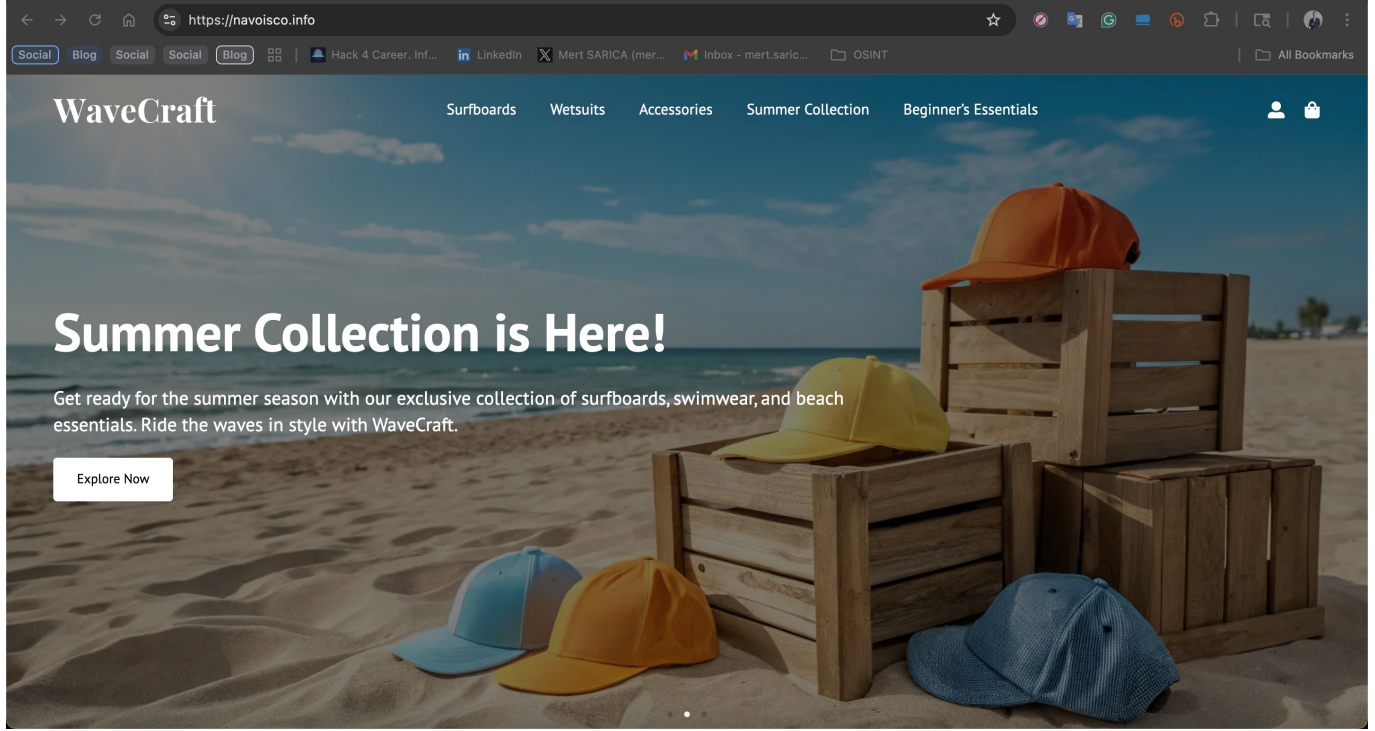 https://navoisco.info
Social Blog Social Social Blog Hack 4 Career. Inf... LinkedIn Mert SARICA (mer... Inbox - mert.saric... OSINT All Bookmarks
WaveCraft Surfboards Wetsuits Accessories Summer Collection Beginner's Essentials
Summer Collection is Here!
Get ready for the summer season with our exclusive collection of surfboards, swimwear, and beach
essentials. Ride the waves in style with WaveCraft.
Explore Now